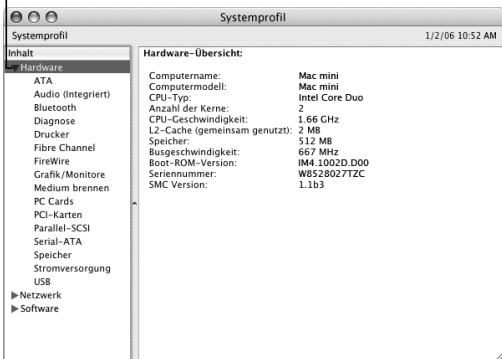 Systemprofil
Systemprofil 1/2/06 10:52 AM
Inhalt
Hardware
ATA
Audio (Integriert)
Bluetooth
Diagnose
Drucker
Fibre Channel
FireWire
Grafik/Monitore
Medium brennen
PC Cards
PCI-Karten
Parallel-SCSI
Serial-ATA
Speicher
Stromversorgung
USB
Netzwerk
Software
Hardware-Übersicht:
Computername: Mac mini
Computermodell: Mac mini
CPU-Typ: Intel Core Duo
Anzahl der Kerne: 2
CPU-Geschwindigkeit: 1.66 GHz
L2-Cache (gemeinsam genutzt): 2 MB
Speicher: 512 MB
Busgeschwindigkeit: 667 MHz
Boot-ROM-Version: IM4.1002D.D00
Seriennummer: W8528027TZC
SMC Version: 1.1b3